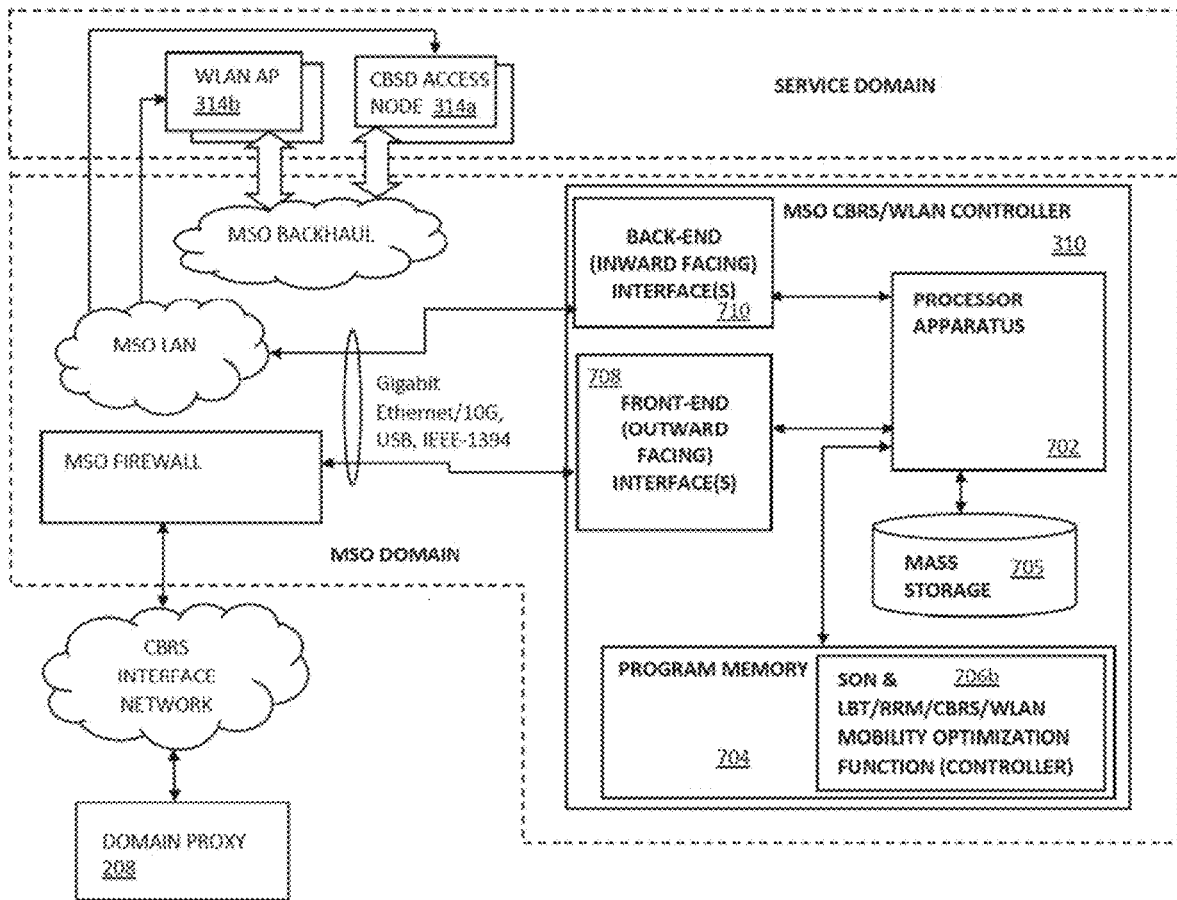 WLAN AP
314b
CBSD ACCESS
NODE 314a
SERVICE DOMAIN
MSO BACKHAUL
MSO LAN
Gigabit
Ethernet/10G,
USB, IEEE-1394
MSO FIREWALL
MSO DOMAIN
CBRS
INTERFACE
NETWORK
DOMAIN PROXY
208
MSO CBRS/WLAN CONTROLLER
310
BACK-END
(INWARD FACING)
INTERFACE(S)
710
708
FRONT-END
(OUTWARD
FACING)
INTERFACE(S)
PROCESSOR
APPARATUS
702
MASS
STORAGE
705
PROGRAM MEMORY
704
706b
SON &
LBT/RRM/CBRS/WLAN
MOBILITY OPTIMIZATION
FUNCTION (CONTROLLER)